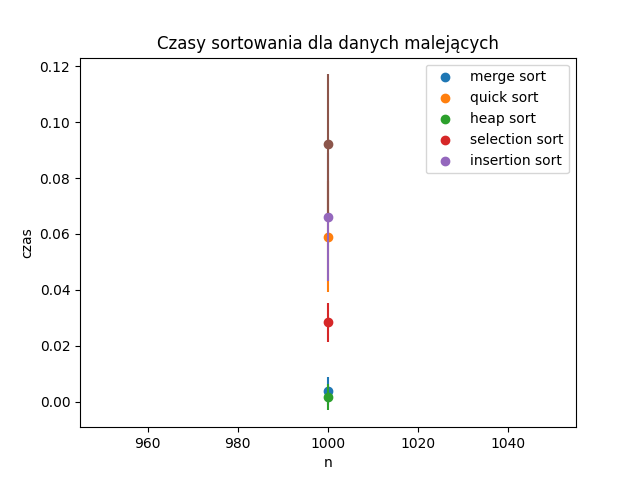 Czasy sortowania dla danych malejących
0.12
0.10
0.08
0.06
0.04
0.02
0.00
czas
960
980
1000
1020
1040
n
merge sort
quick sort
heap sort
selection sort
insertion sort